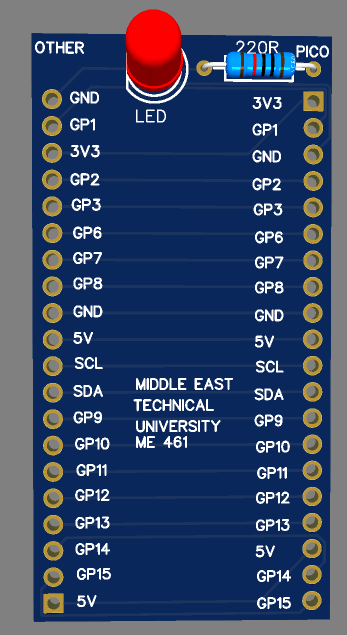 OTHER
220R
PICO
LED
GND
GP1
3V3
GP2
GP3
GP6
GP7
GP8
GND
5V
SCL
SDA
GP9
GP10
GP11
GP12
GP13
GP14
GP15
5V
3V3
GP1
GND
GP2
GP3
GP6
GP7
GP8
GND
5V
SCL
SDA
GP9
GP10
GP11
GP12
GP13
5V
GP14
GP15
MIDDLE EAST
TECHNICAL
UNIVERSITY
ME 461